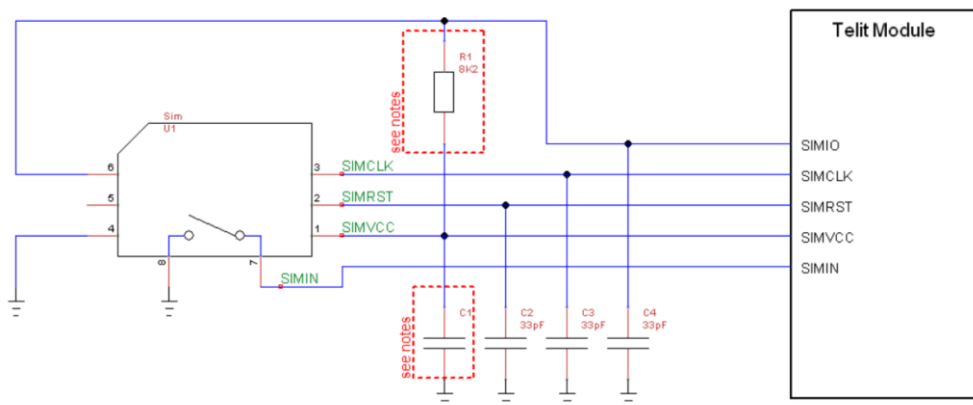 Telit Module
R1
8K2
see notes
Sim
U1
6
3
SIMCLK
SIMIO
SIMCLK
5
2
SIMRST
SIMRST
4
1
SIMVCC
SIMVCC
8
7
SIMIN
SIMIN
see notes
C1
C2
33pF
C3
33pF
C4
33pF